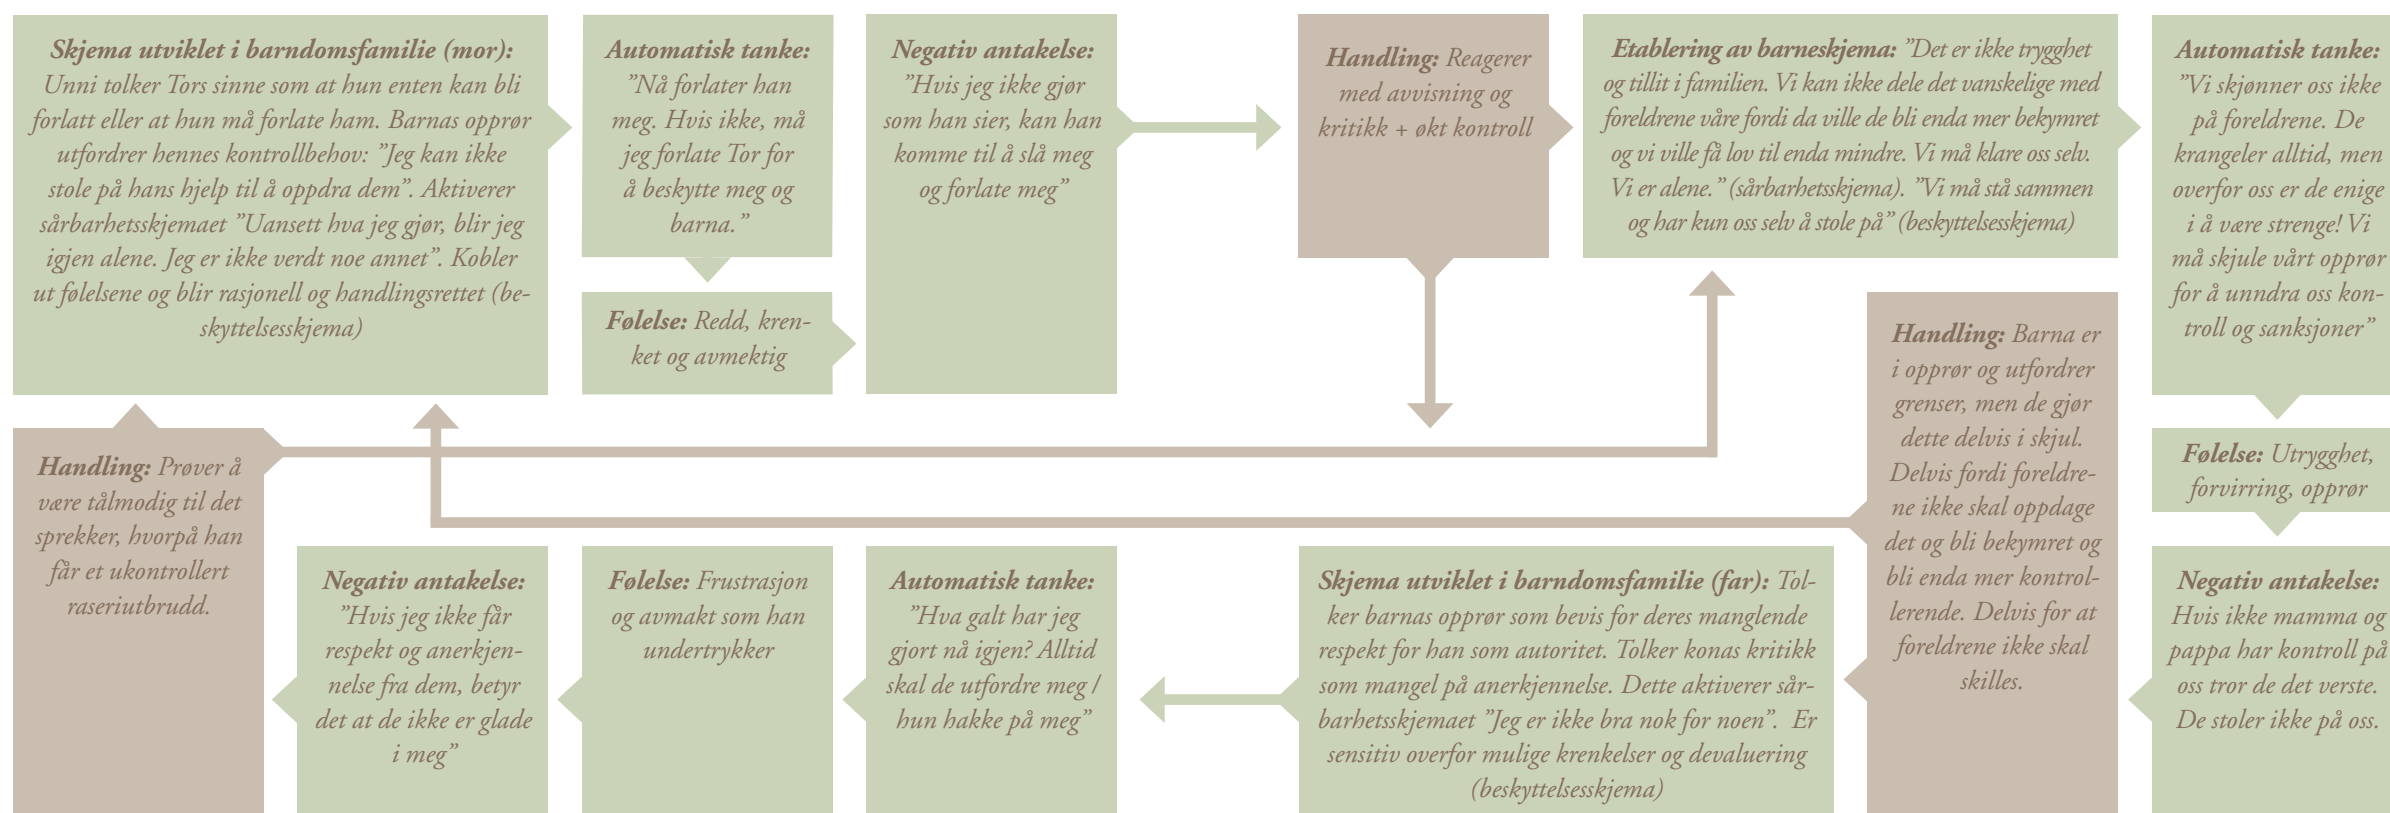 Skjema utviklet i barndomsfamilie (mor):
Unni tolker Tors sinne som at hun enten kan bli
forlatt eller at hun må forlate ham. Barnas opprør
utfordrer hennes kontrollbehov: ”Jeg kan ikke
stole på hans hjelp til å oppdra dem”. Aktiverer
sårbarhetsskjemaet ”Uansett hva jeg gjør, blir jeg
igjen alene. Jeg er ikke verdt noe annet”. Kobler
ut følelsene og blir rasjonell og handlingsrettet (be-
skyttelsesskjema)
Automatisk tanke:
”Nå forlater han
meg. Hvis ikke, må
jeg forlate Tor for
å beskytte meg og
barna.”
Følelse: Redd, kren-
ket og avmektig
Negativ antakelse:
”Hvis jeg ikke gjør
som han sier, kan han
komme til å slå meg
og forlate meg”
Handling: Reagerer
med avvisning og
kritikk + økt kontroll
Etablering av barneskjema: ”Det er ikke trygghet
og tillit i familien. Vi kan ikke dele det vanskelige med
foreldrene våre fordi da ville de bli enda mer bekymret
og vi ville få lov til enda mindre. Vi må klare oss selv.
Vi er alene.” (sårbarhetsskjema). ”Vi må stå sammen
og har kun oss selv å stole på” (beskyttelsesskjema)
Automatisk tanke:
”Vi skjønner oss ikke
på foreldrene. De
krangeler alltid, men
overfor oss er de enige
i å være strenge! Vi
må skjule vårt opprør
for å unndra oss kon-
troll og sanksjoner”
Følelse: Utrygghet,
forvirring, opprør
Negativ antakelse:
Hvis ikke mamma og
pappa har kontroll på
oss tror de det verste.
De stoler ikke på oss.
Handling: Barna er
i opprør og utfordrer
grenser, men de gjør
dette delvis i skjul.
Delvis fordi foreldre-
ne ikke skal oppdage
det og bli bekymret og
bli enda mer kontrol-
lerende. Delvis for at
foreldrene ikke skal
skilles.
Skjema utviklet i barndomsfamilie (far): Tol-
ker barnas opprør som bevis for deres manglende
respekt for han som autoritet. Tolker konas kritikk
som mangel på anerkjennelse. Dette aktiverer sår-
barhetsskjemaet ”Jeg er ikke bra nok for noen”. Er
sensitiv overfor mulige krenkelser og devaluering
(beskyttelsesskjema)
Automatisk tanke:
”Hva galt har jeg
gjort nå igjen? Alltid
skal de utfordre meg /
hun hakke på meg”
Følelse: Frustrasjon
og avmakt som han
undertrykker
Negativ antakelse:
”Hvis jeg ikke får
respekt og anerkjen-
nelse fra dem, betyr
det at de ikke er glade
i meg”
Handling: Prøver å
være tålmodig til det
sprekker, hvorpå han
får et ukontrollert
raseriutbrudd.